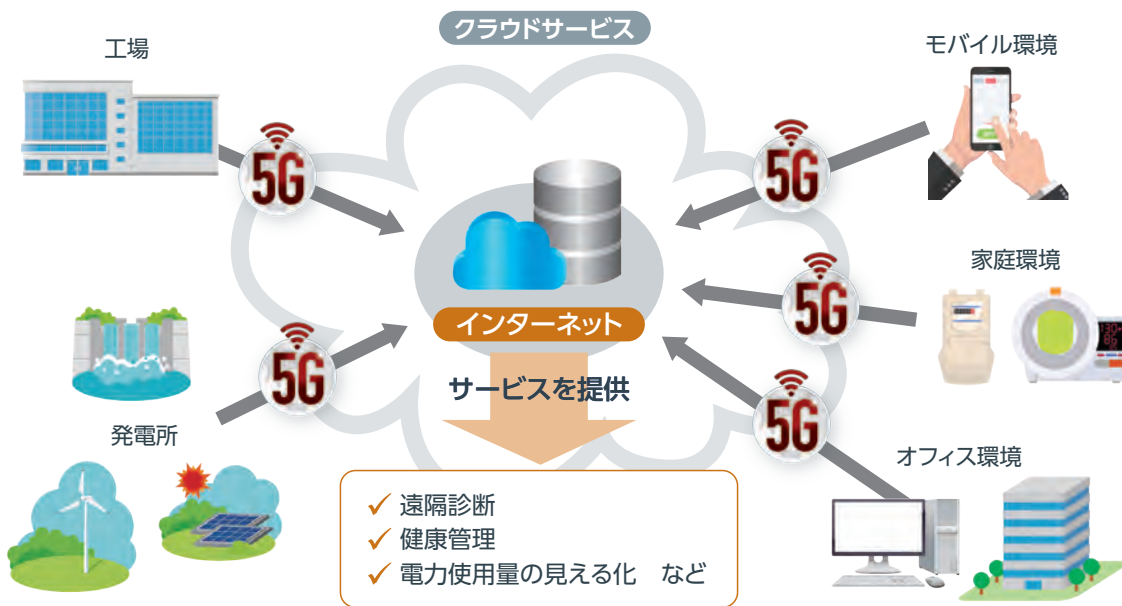 クラウドサービス
工場
モバイル環境
5G
5G
家庭環境
5G
インターネット
5G
サービスを提供
5G
発電所
オフィス環境
✓ 遠隔診断
✓ 健康管理
✓ 電力使用量の見える化 など